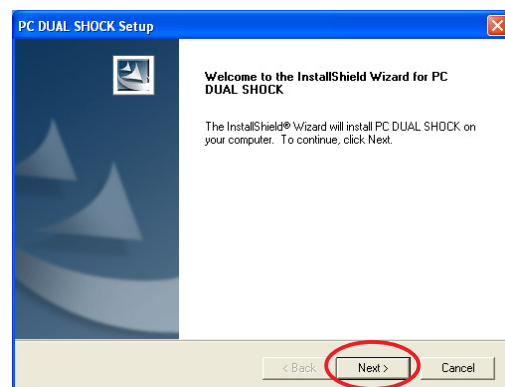 PC DUAL SHOCK Setup
Welcome to the InstallShield Wizard for PC
DUAL SHOCK
The InstallShield® Wizard will install PC DUAL SHOCK on
your computer. To continue, click Next.
< Back
Next >
Cancel